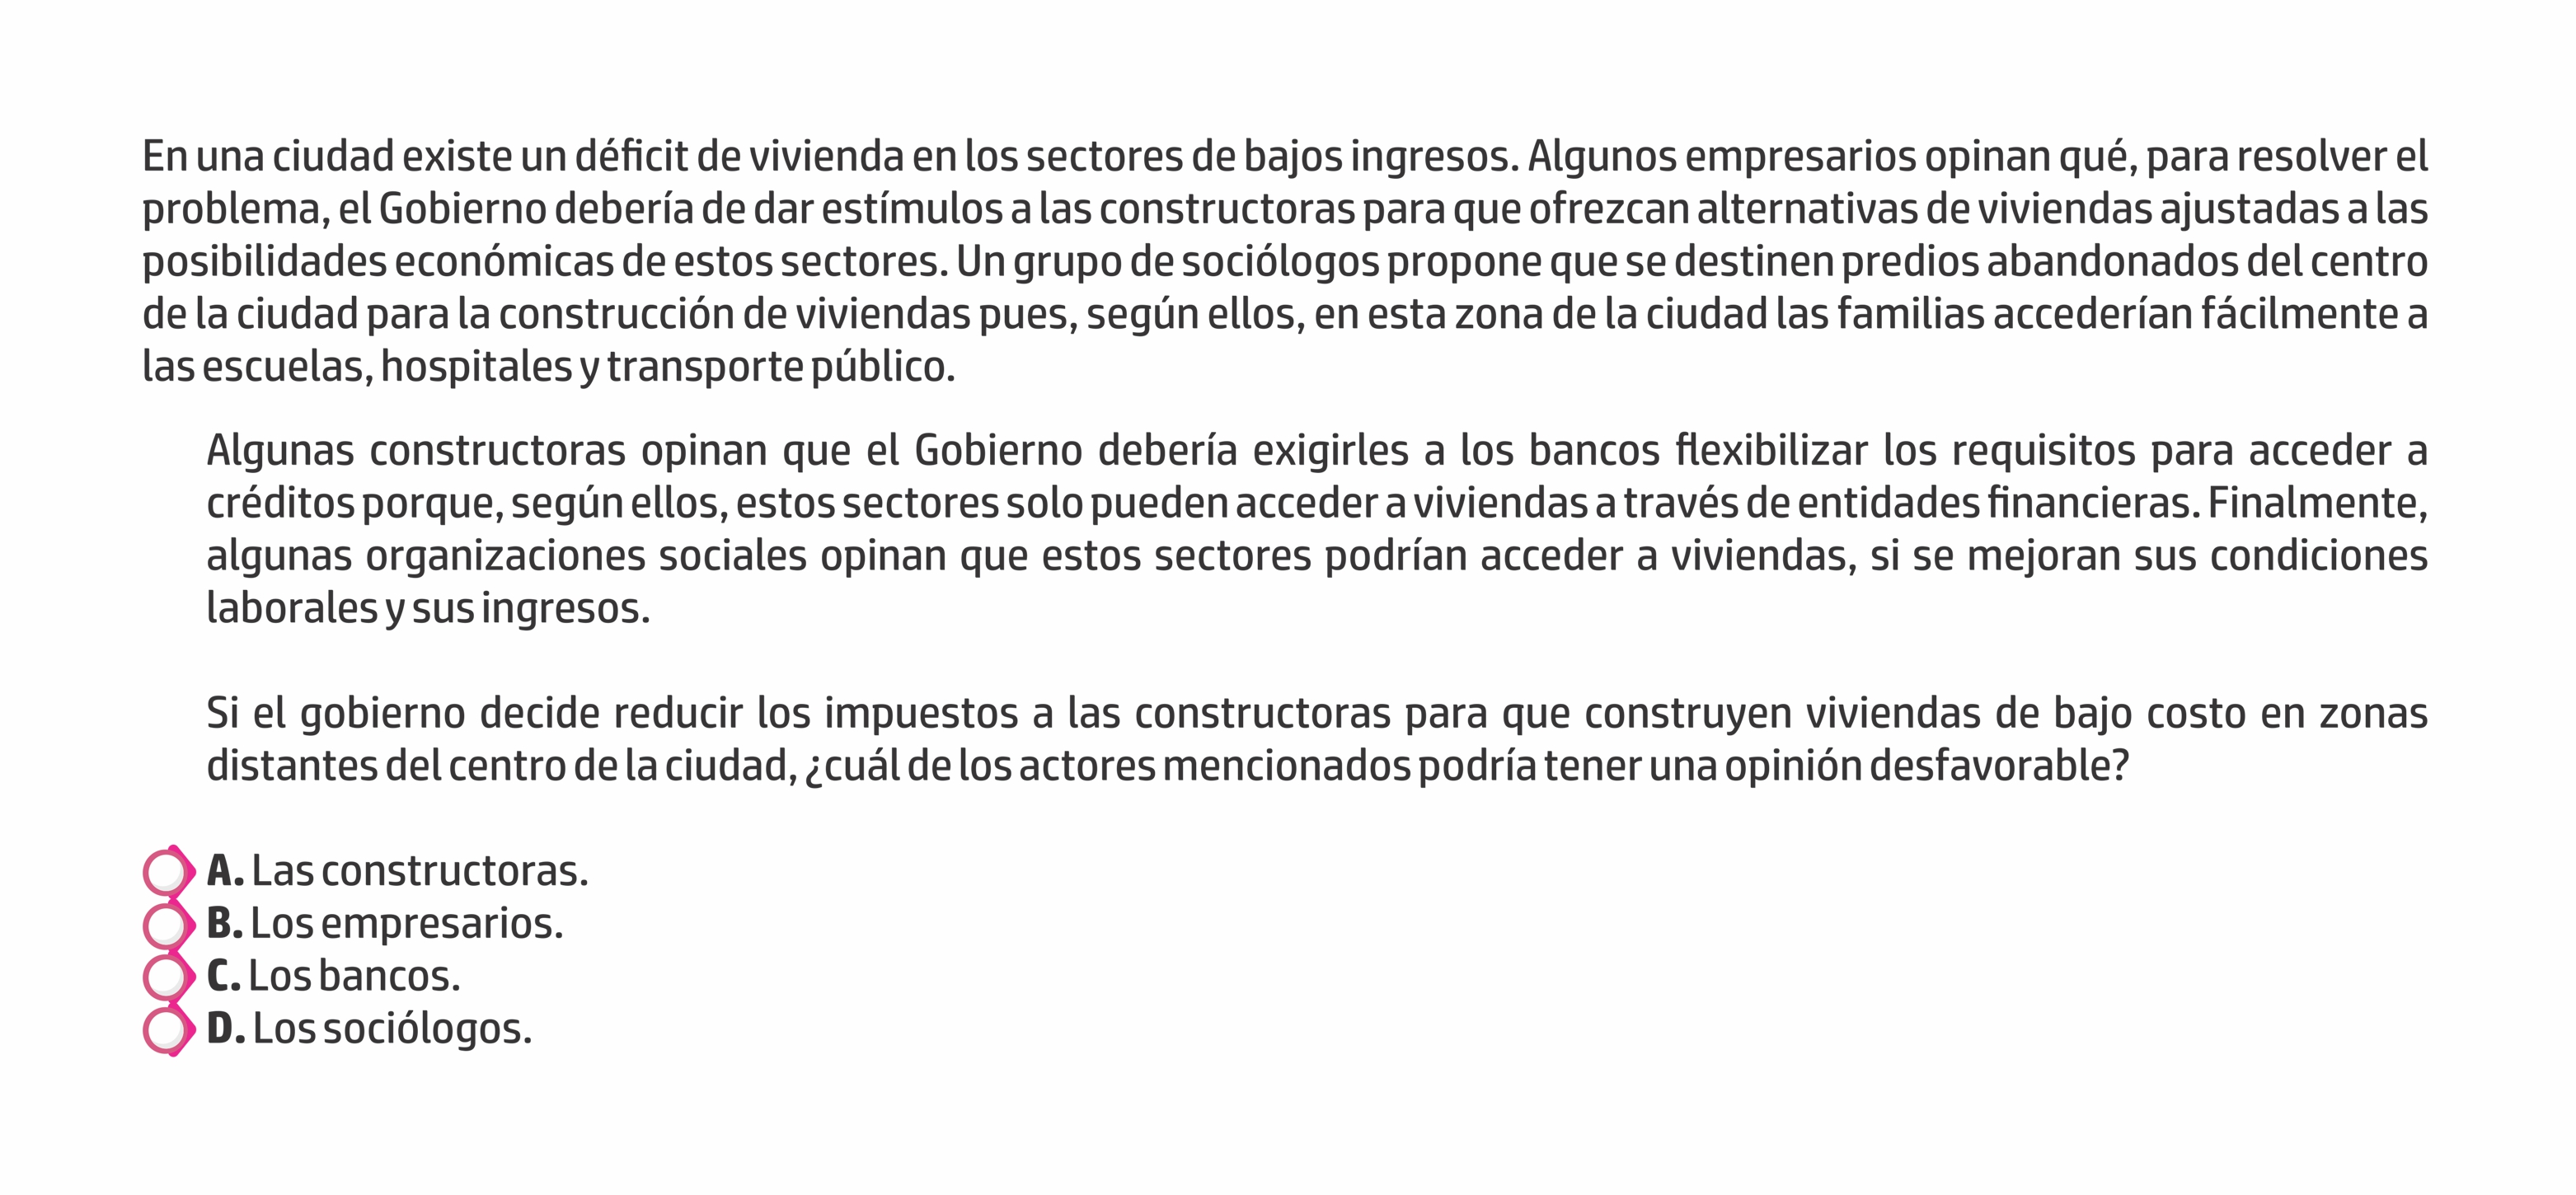 En una ciudad existe un déficit de vivienda en los sectores de bajos ingresos. Algunos empresarios opinan qué, para resolver el
problema, el Gobierno debería de dar estímulos a las constructoras para que ofrezcan alternativas de viviendas ajustadas a las
posibilidades económicas de estos sectores. Un grupo de sociólogos propone que se destinen predios abandonados del centro
de la ciudad para la construcción de viviendas pues, según ellos, en esta zona de la ciudad las familias accederían fácilmente a
las escuelas, hospitales y transporte público.
Algunas constructoras opinan que el Gobierno debería exigirles a los bancos flexibilizar los requisitos para acceder a
créditos porque, según ellos, estos sectores solo pueden acceder a viviendas a través de entidades financieras. Finalmente,
algunas organizaciones sociales opinan que estos sectores podrían acceder a viviendas, si se mejoran sus condiciones
laborales y sus ingresos.
Si el gobierno decide reducir los impuestos a las constructoras para que construyen viviendas de bajo costo en zonas
distantes del centro de la ciudad, ¿cuál de los actores mencionados podría tener una opinión desfavorable?
A. Las constructoras.
B. Los empresarios.
C. Los bancos.
D. Los sociólogos.